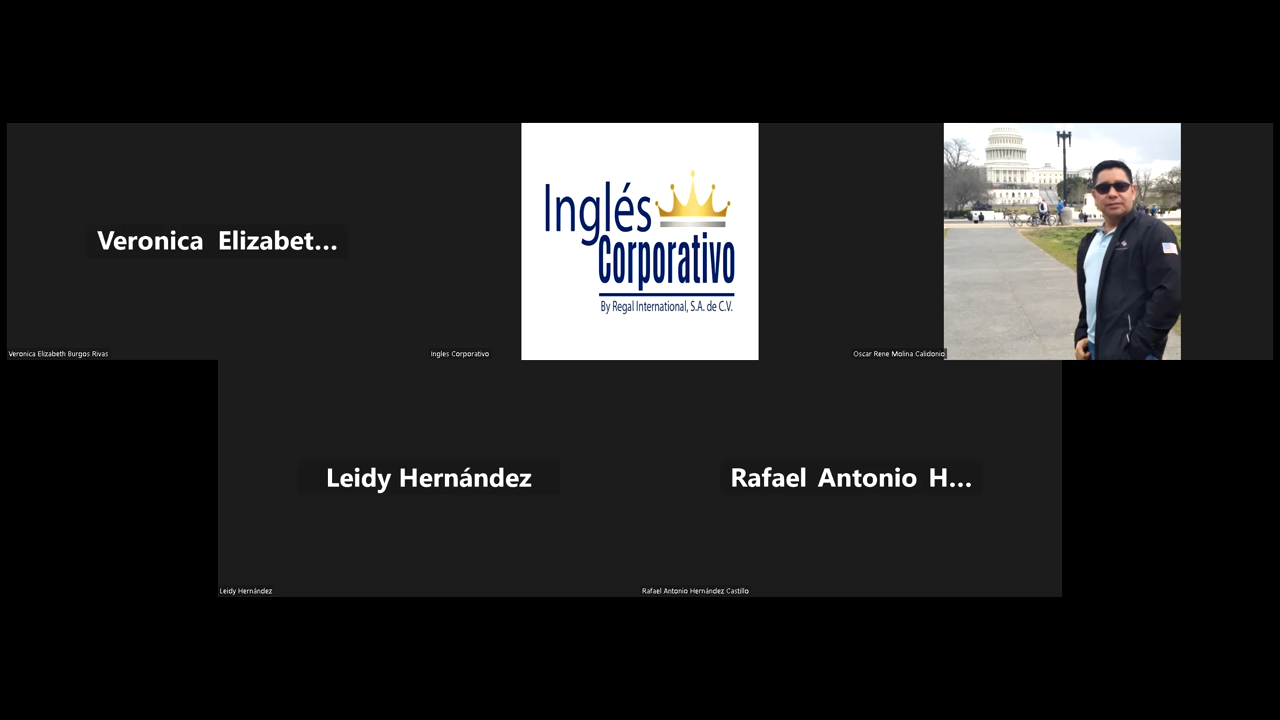 Veronica Elizabet...
Inglés
Corporativo
By Regal International, S.A. de C.V.
Veronica Elizabeth Burgos Rivas
Ingles Corporativo
Oscar Rene Molina Calidonio
Leidy Hernández
Rafael Antonio H...
Leidy Hernández
Rafael Antonio Hernández Castillo